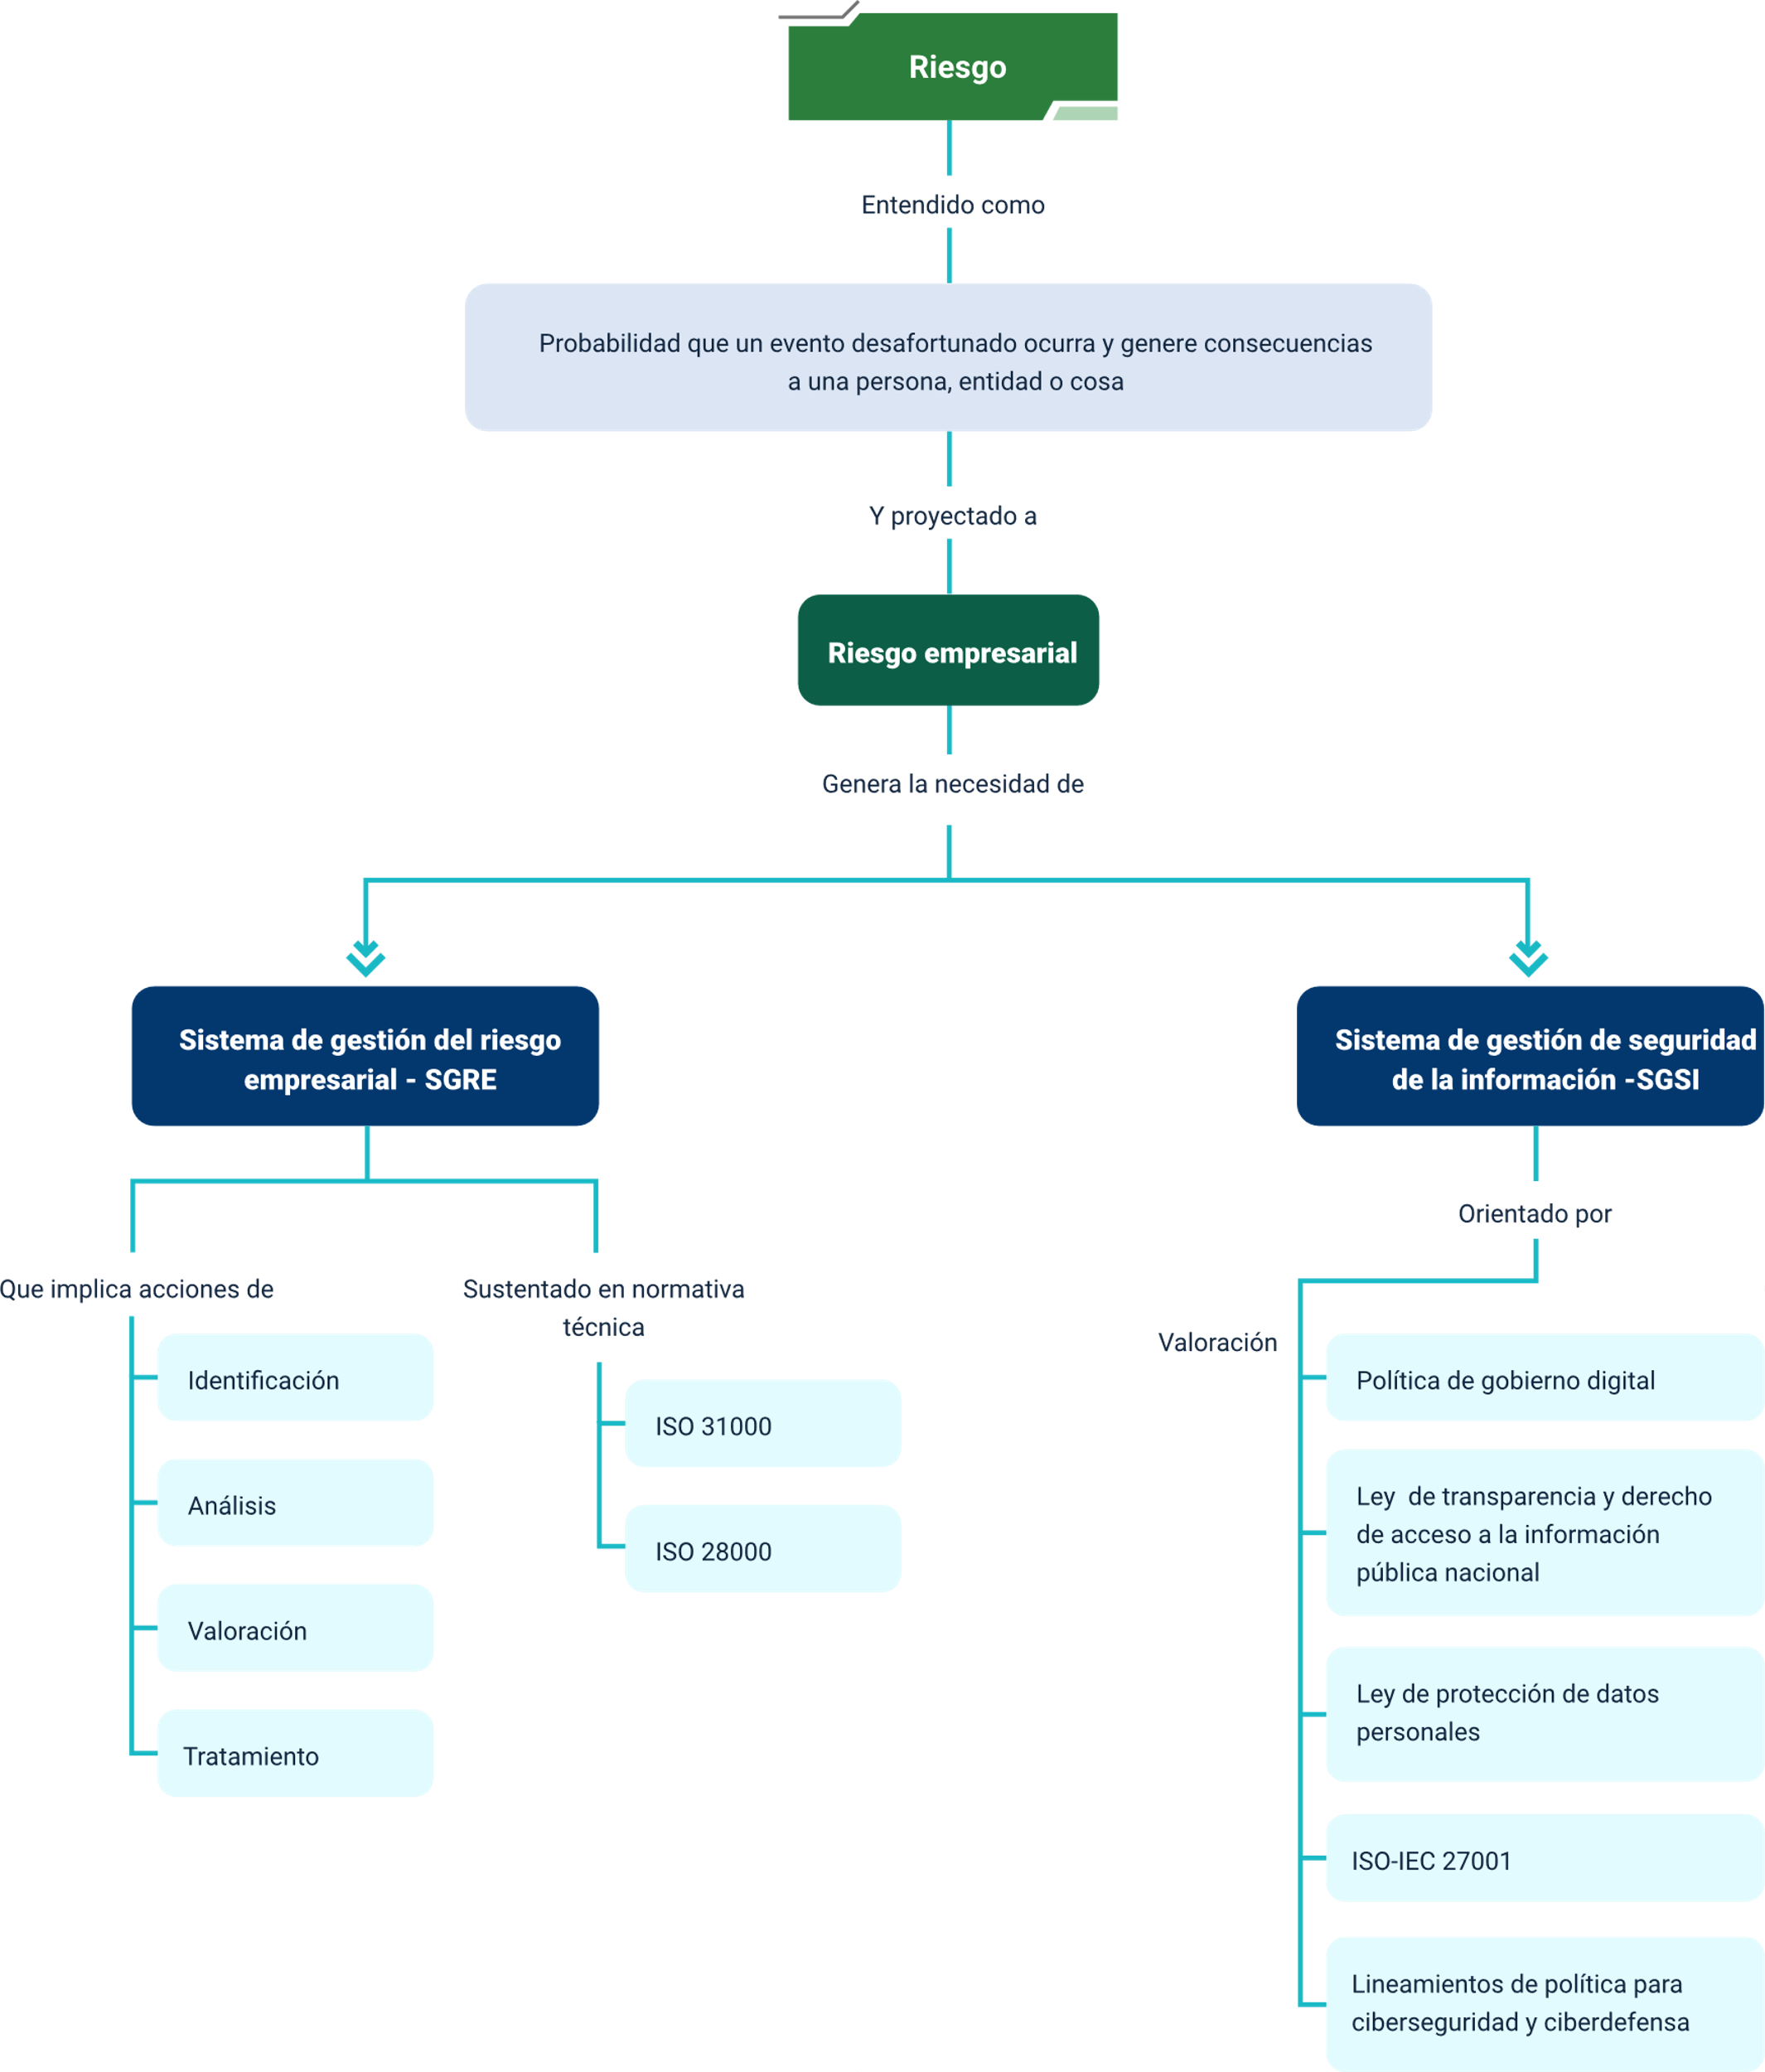 Riesgo
Entendido como
Probabilidad que un evento desafortunado ocurra y genere consecuencias
a una persona, entidad o cosa
Y proyectado a
Riesgo empresarial
Genera la necesidad de
Sistema de gestión del riesgo
empresarial - SGRE
Que implica acciones de
Identificación
Análisis
Valoración
Tratamiento
Sustentado en normativa
técnica
ISO 31000
ISO 28000
Sistema de gestión de seguridad
de la información -SGSI
Orientado por
Valoración
Política de gobierno digital
Ley  de transparencia y derecho
de acceso a la información
pública nacional
Ley de protección de datos
personales
ISO-IEC 27001
Lineamientos de política para
ciberseguridad y ciberdefensa